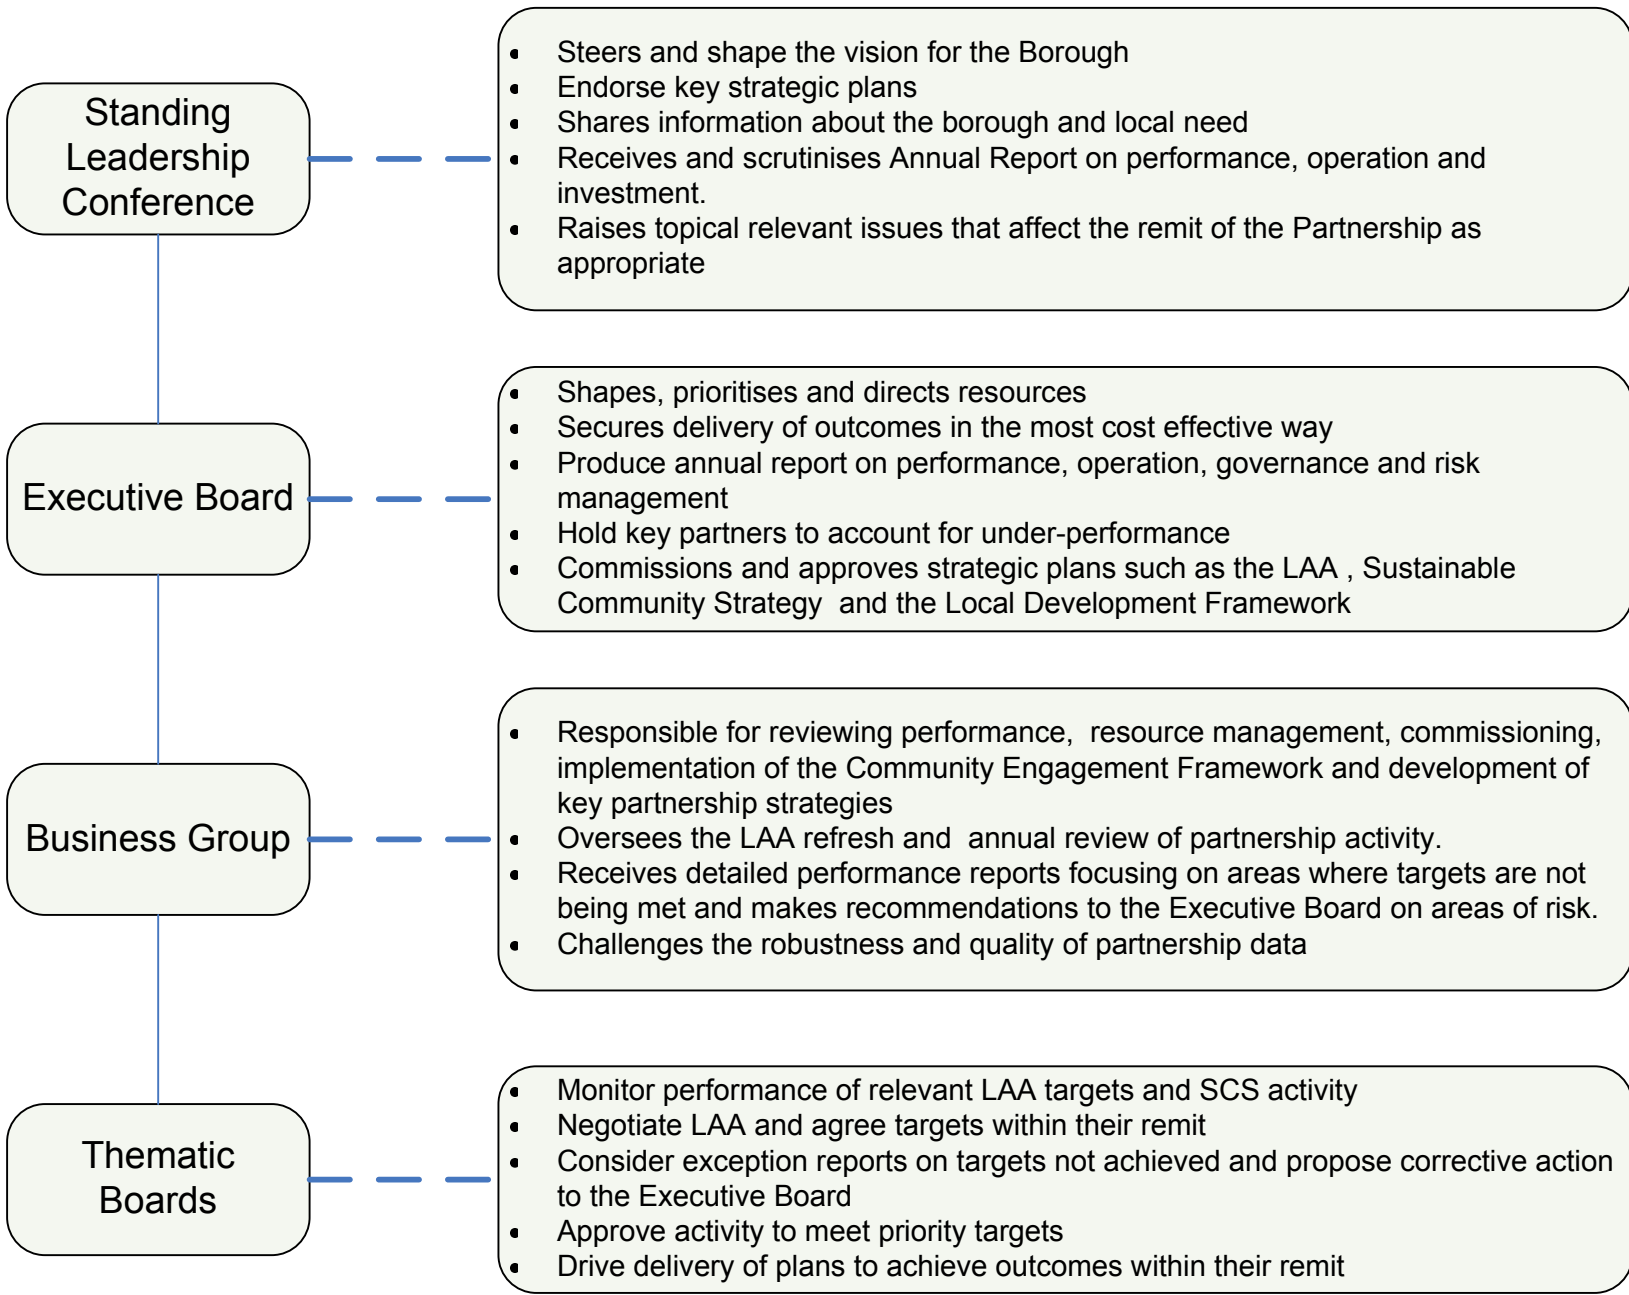 Standing
Leadership
Conference
• Steers and shape the vision for the Borough
• Endorse key strategic plans
• Shares information about the borough and local need
• Receives and scrutinises Annual Report on performance, operation and
investment.
• Raises topical relevant issues that affect the remit of the Partnership as
appropriate
Executive Board
• Shapes, prioritises and directs resources
• Secures delivery of outcomes in the most cost effective way
• Produce annual report on performance, operation, governance and risk
management
• Hold key partners to account for under-performance
• Commissions and approves strategic plans such as the LAA , Sustainable
Community Strategy  and the Local Development Framework
Business Group
• Responsible for reviewing performance,  resource management, commissioning,
implementation of the Community Engagement Framework and development of
key partnership strategies
• Oversees the LAA refresh and  annual review of partnership activity.
• Receives detailed performance reports focusing on areas where targets are not
being met and makes recommendations to the Executive Board on areas of risk.
• Challenges the robustness and quality of partnership data
Thematic
Boards
• Monitor performance of relevant LAA targets and SCS activity
• Negotiate LAA and agree targets within their remit
• Consider exception reports on targets not achieved and propose corrective action
to the Executive Board
• Approve activity to meet priority targets
• Drive delivery of plans to achieve outcomes within their remit